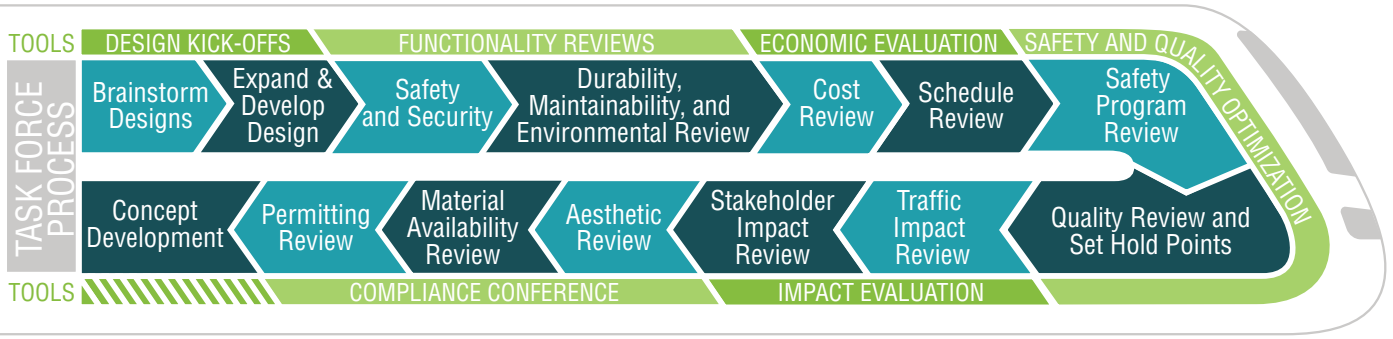 TOOLS
DESIGN KICK-OFFS
FUNCTIONALITY REVIEWS
ECONOMIC EVALUATION
SAFETY AND QUALITY OPTIMIZATION
TASK FORCE
PROCESS
Brainstorm
Designs
Expand &
Develop
Design
Safety
and Security
Durability,
Maintainability, and
Environmental Review
Cost
Review
Schedule
Review
Safety
Program
Review
Quality Review and
Set Hold Points
Traffic
Impact
Review
Stakeholder
Impact
Review
Aesthetic
Review
Material
Availability
Review
Permitting
Review
Concept
Development
TOOLS
COMPLIANCE CONFERENCE
IMPACT EVALUATION